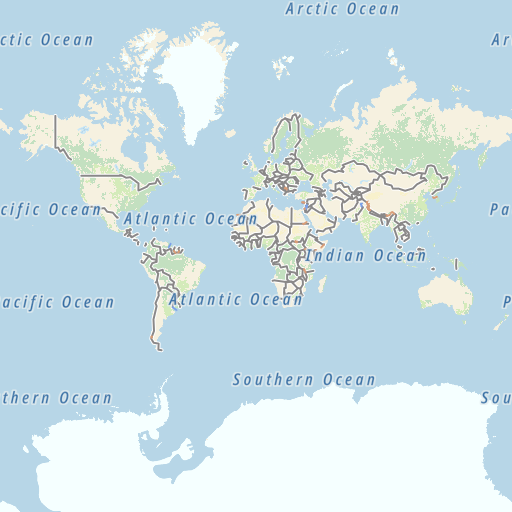 Arctic Ocean
ctic Ocean
Ar
cific Ocean
Atlantic Ocean
Pa
Indian Ocean
acific Ocean
Atlantic Ocean
P
Southern Ocean
thern Ocean
Sou